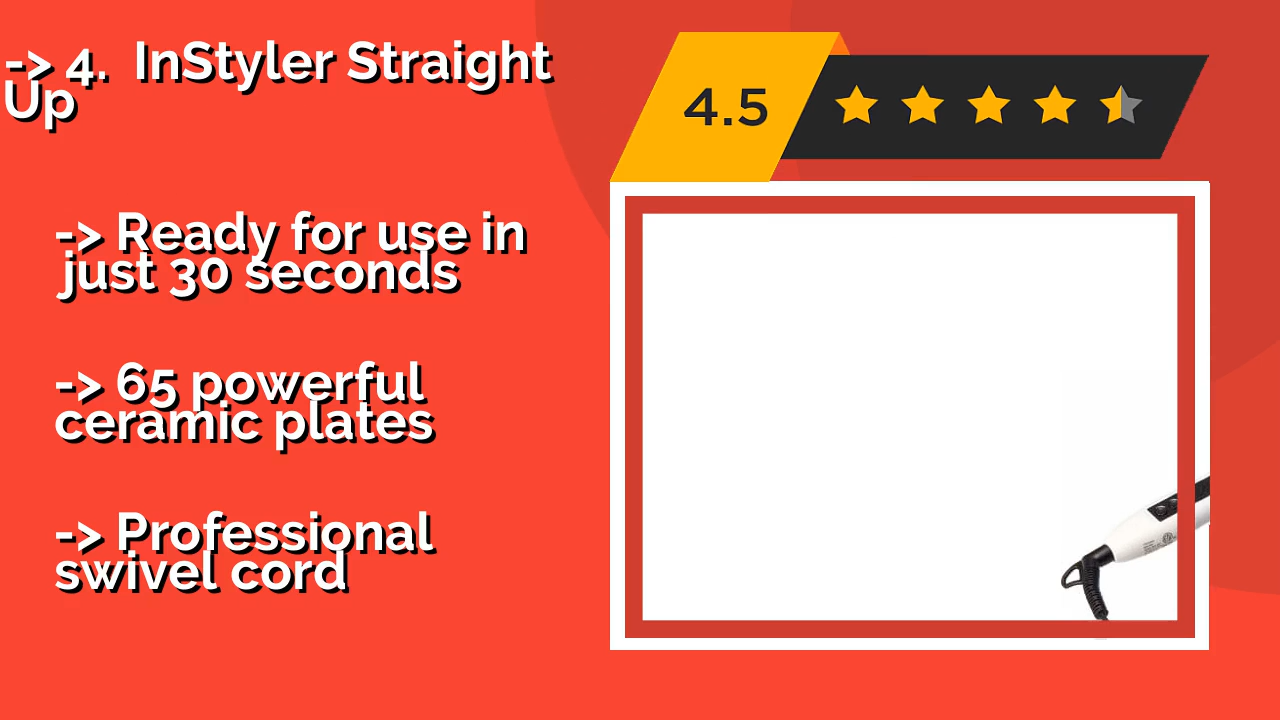 -> 4.  InStyler Straight
Up
4.5
-> Ready for use in
just 30 seconds
-> 65 powerful
ceramic plates
-> Professional
swivel cord